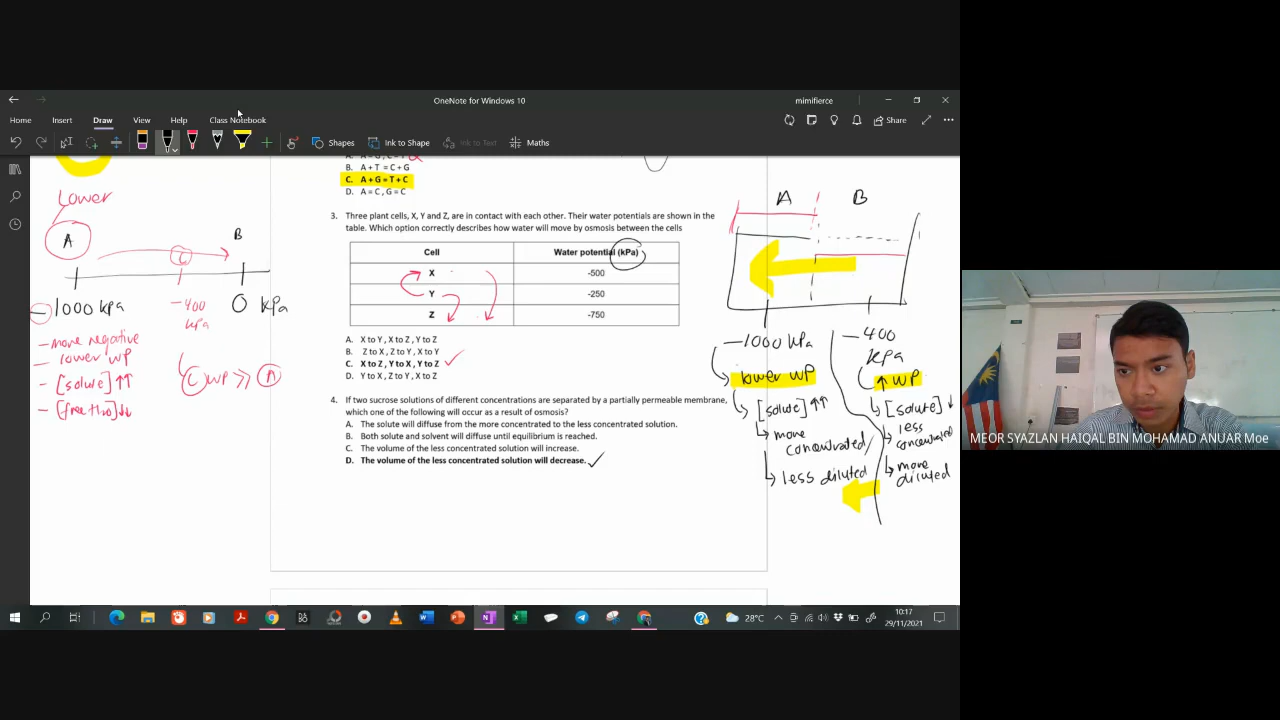 OneNote for Windows 10
mimifierce
Home Insert Draw View Help Class Notebook
Share
Shapes Ink to Shape Ink to Text Maths
B. A + T = C + G
C. A + G = T + C
D. A = C , G = C
Lower
A
C
B
-1000 kPa
-400 kPa
0 kPa
- more negative
- lower WP
- [solute] ↑↑
- [free H2O] ↓↓
C WP >> A
3. Three plant cells, X, Y and Z, are in contact with each other. Their water potentials are shown in the
table. Which option correctly describes how water will move by osmosis between the cells
Cell Water potential (kPa)
X -500
Y -250
Z -750
A. X to Y , X to Z , Y to Z
B. Z to X , Z to Y , X to Y
C. X to Z , Y to X , Y to Z
D. Y to X , Z to Y , X to Z
4. If two sucrose solutions of different concentrations are separated by a partially permeable membrane,
which one of the following will occur as a result of osmosis?
A. The solute will diffuse from the more concentrated to the less concentrated solution.
B. Both solute and solvent will diffuse until equilibrium is reached.
C. The volume of the less concentrated solution will increase.
D. The volume of the less concentrated solution will decrease.
A B
-1000 kPa
lower WP
[solute] ↑↑
more
concentrated/
less diluted
-400
kPa
↑ WP
[solute] ↓
less
concentrated
more
diluted
MEOR SYAZLAN HAIQAL BIN MOHAMAD ANUAR Moe
28°C
10:17
29/11/2021